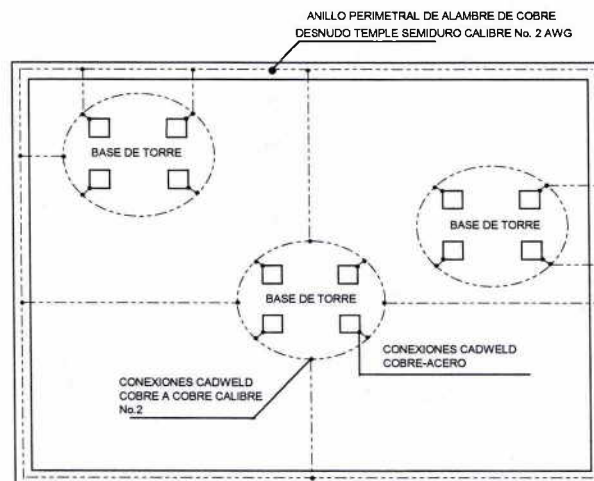 ANILLO PERIMETRAL DE ALAMBRE DE COBRE
DESNUDO TEMPLE SEMIDURO CALIBRE No. 2 AWG
BASE DE TORRE
BASE DE TORRE
BASE DE TORRE
CONEXIONES CADWELD
COBRE-ACERO
CONEXIONES CADWELD
COBRE A COBRE CALIBRE
No.2